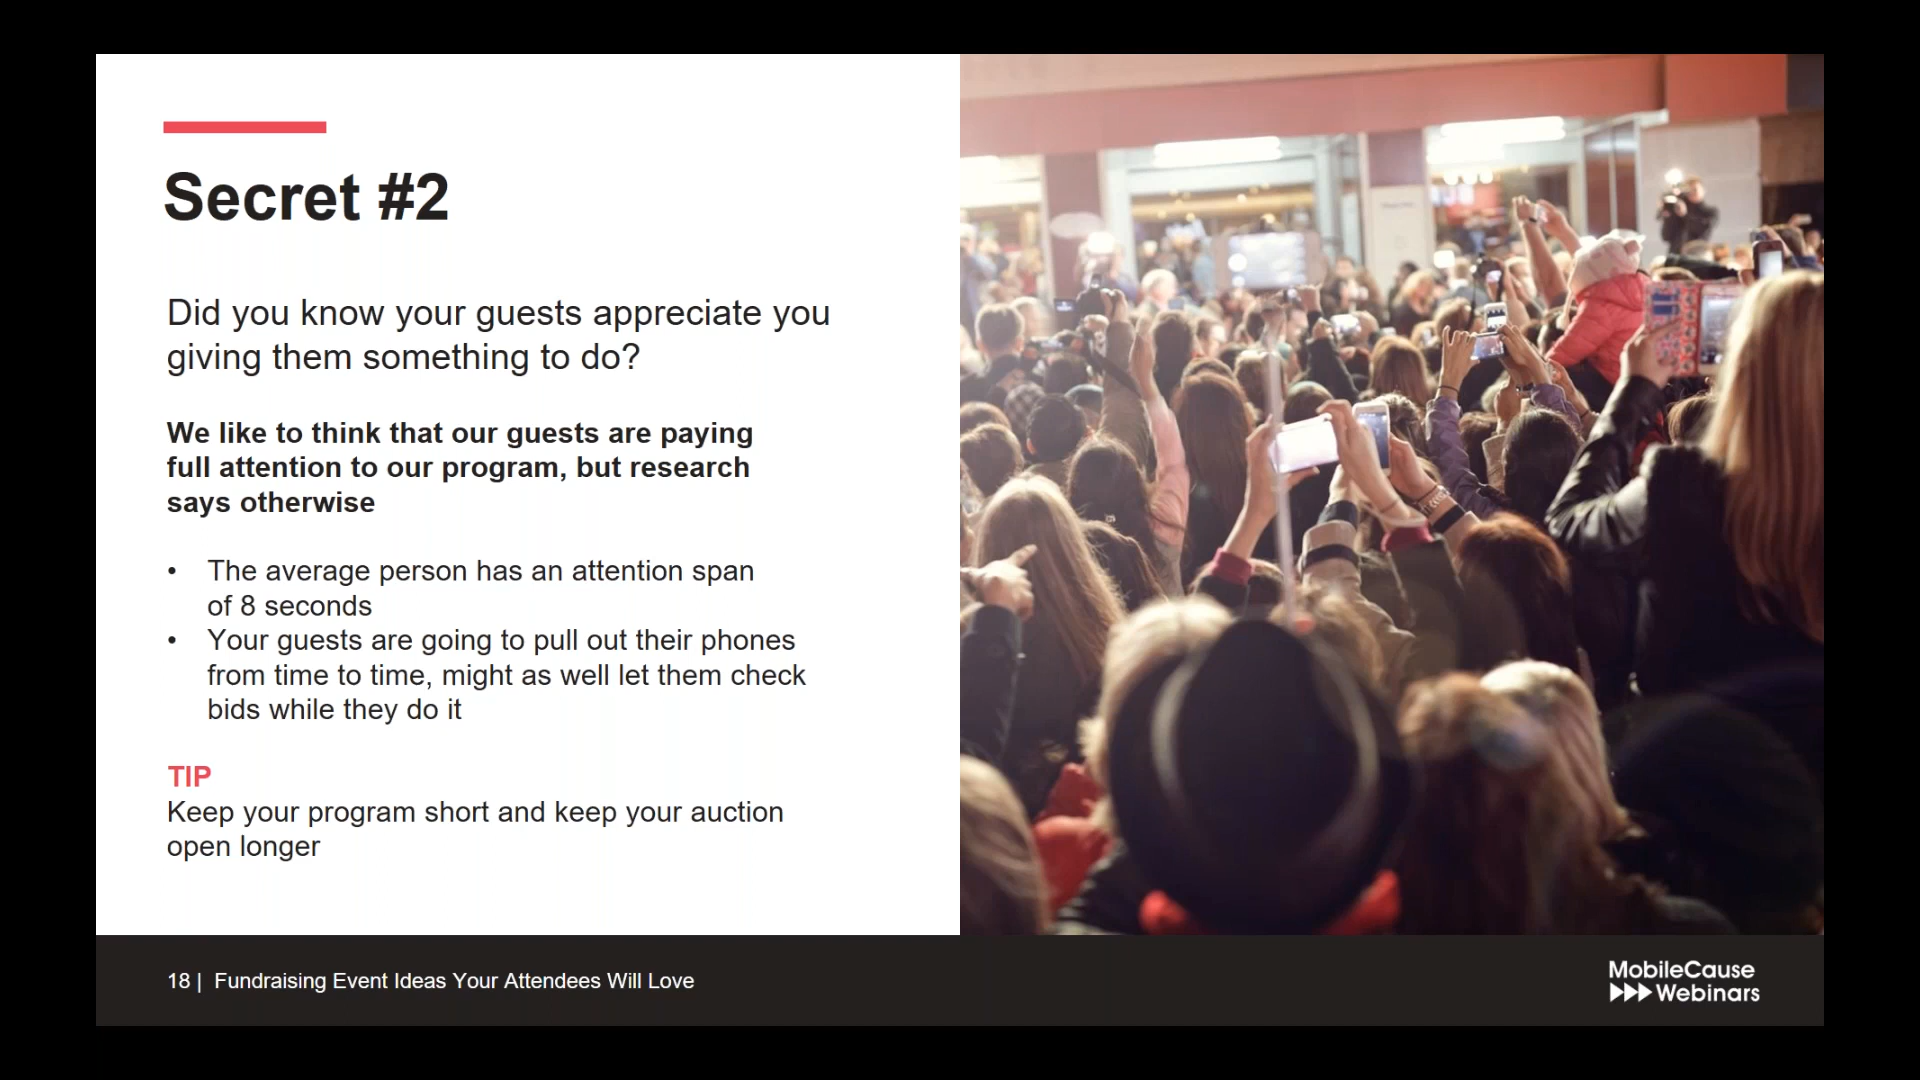 Secret #2
Did you know your guests appreciate you
giving them something to do?
We like to think that our guests are paying
full attention to our program, but research
says otherwise
• The average person has an attention span
of 8 seconds
• Your guests are going to pull out their phones
from time to time, might as well let them check
bids while they do it
TIP
Keep your program short and keep your auction
open longer
18 | Fundraising Event Ideas Your Attendees Will Love
MobileCause
Webinars